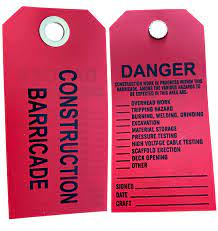 CONSTRUCTION
BARRICADE
DANGER
CONSTRUCTION WORK IN PROGRESS WITHIN THIS
BARRICADE, AMONG THE VARIOUS HAZARDS TO
BE EXPECTED IN THIS AREA ARE:
OVERHEAD WORK
TRIPPING HAZARD
BURNING, WELDING, GRINDING
EXCAVATION
MATERIAL STORAGE
PRESSURE TESTING
HIGH VOLTAGE CABLE TESTING
SCAFFOLD ERECTION
DECK OPENING
OTHER
SIGNED
DATE
CRAFT